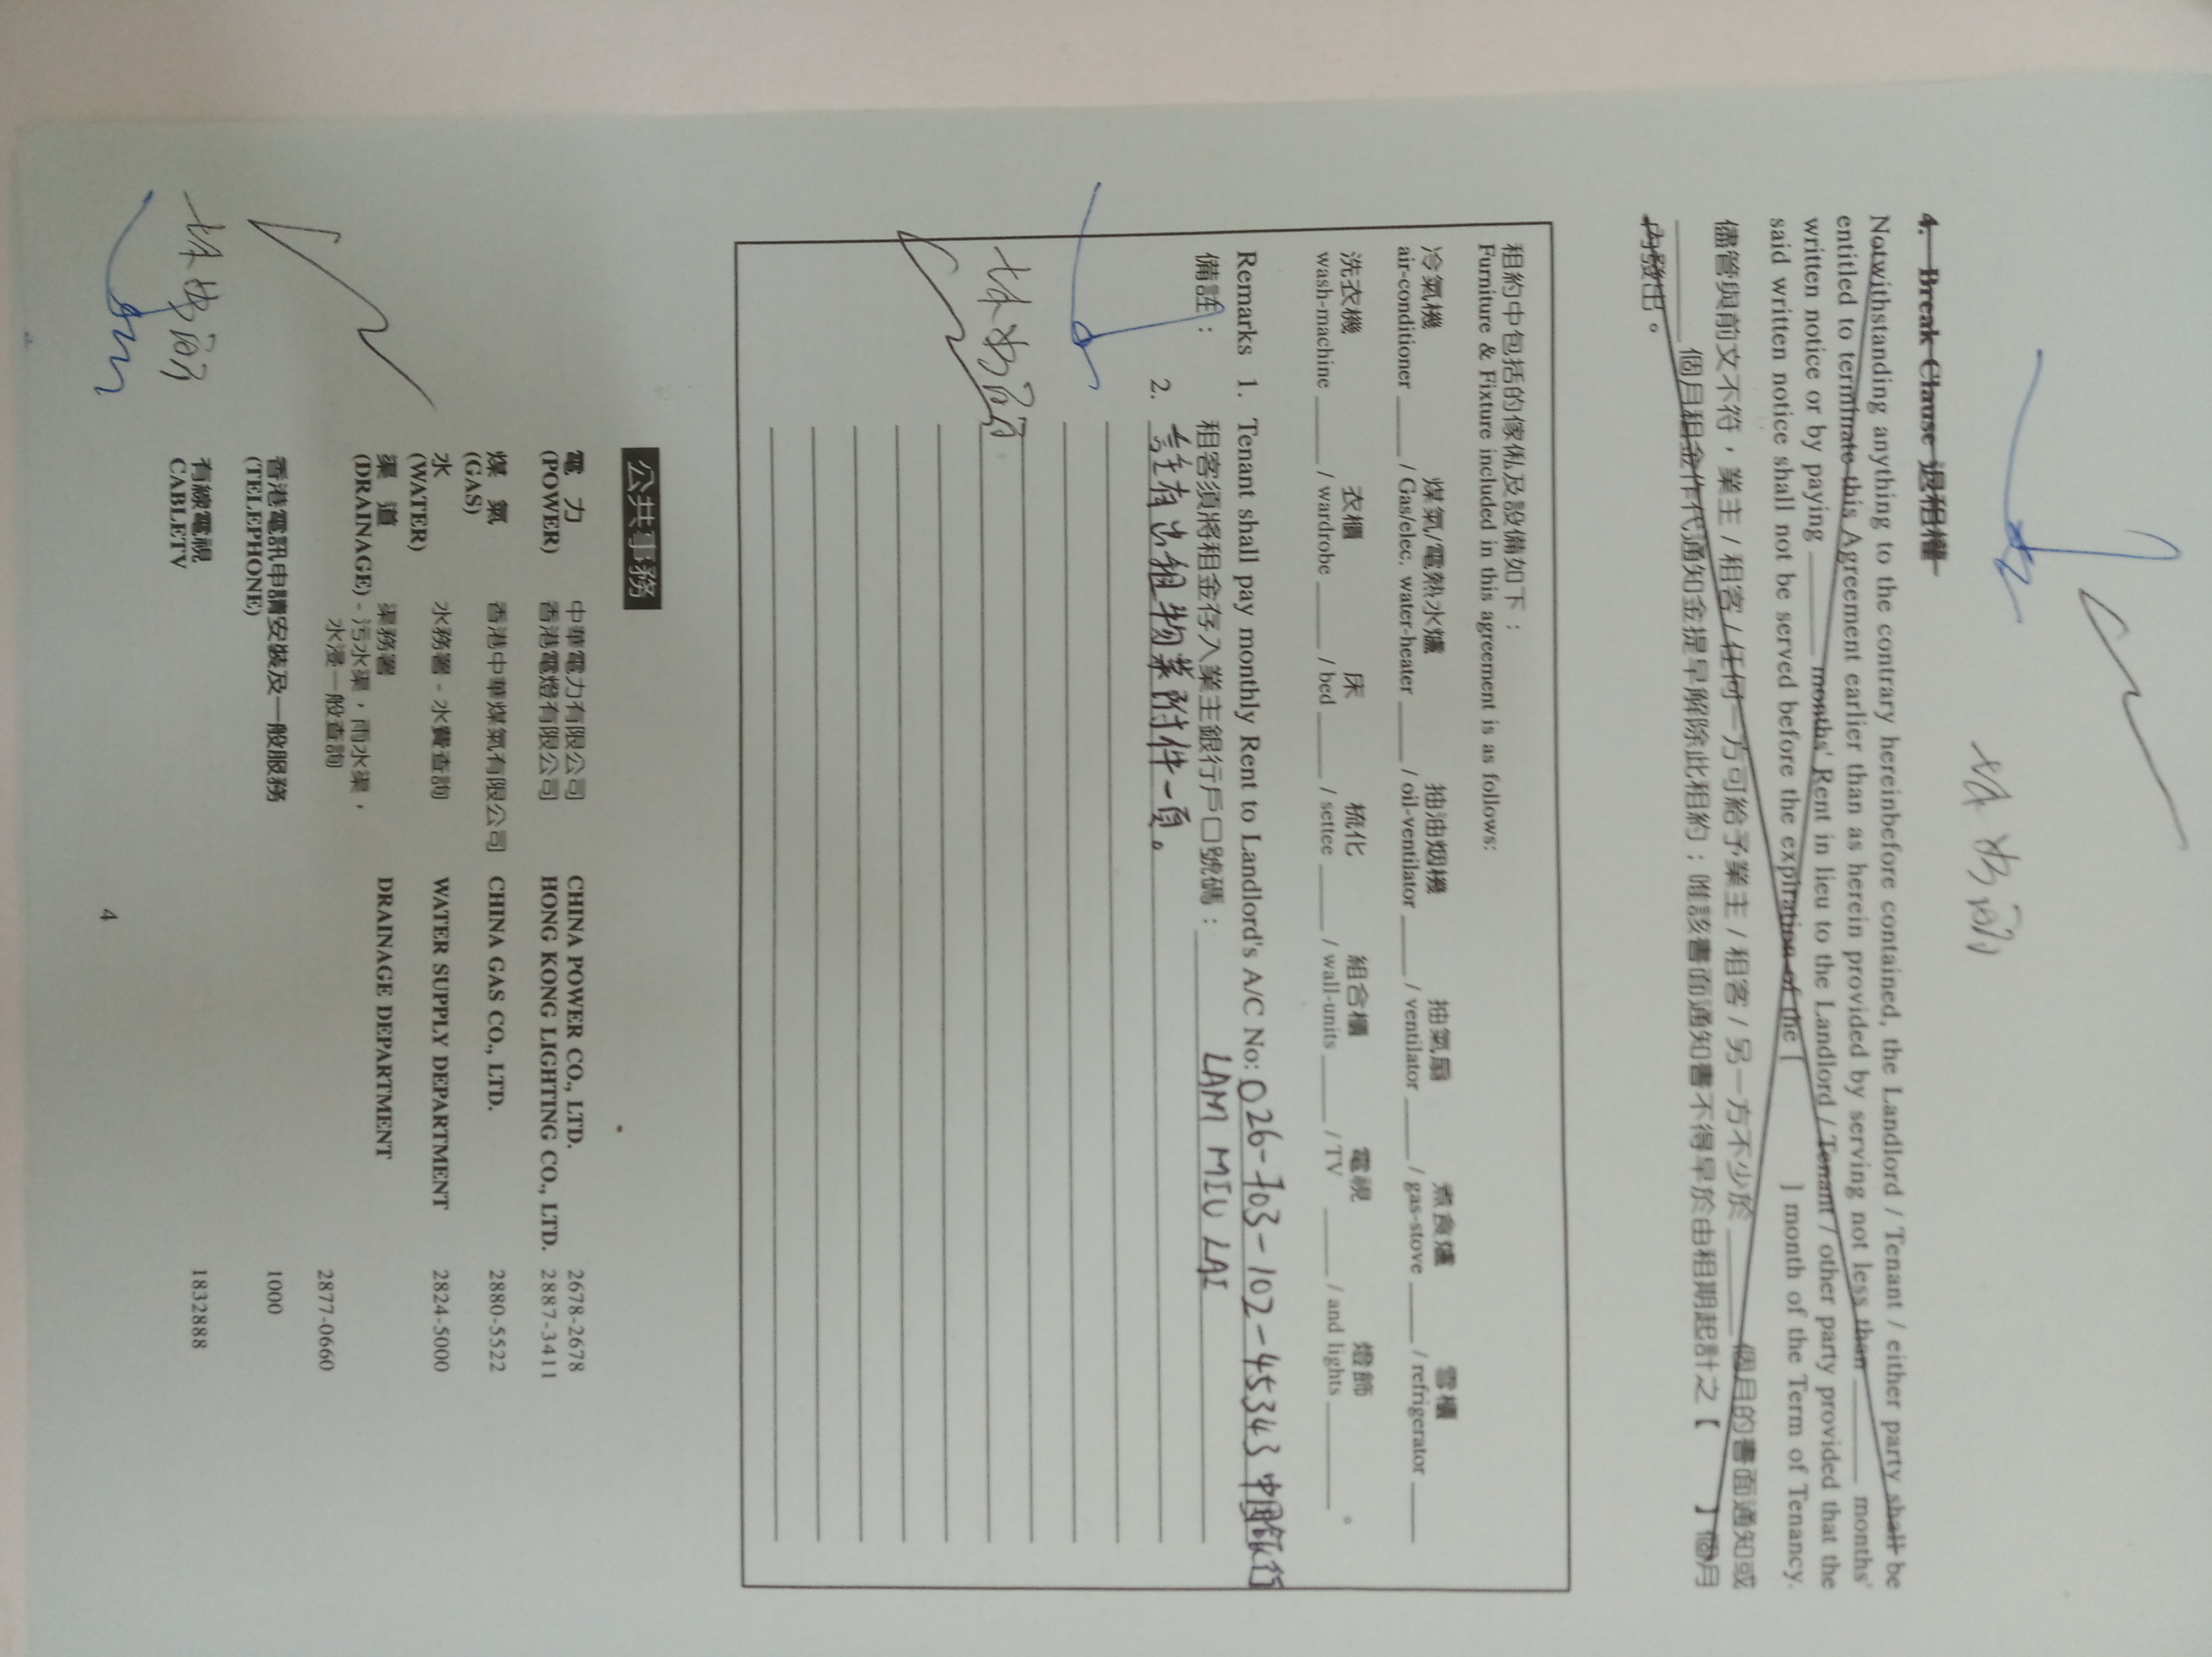 4. Break Clause 退租權
Notwithstanding anything to the contrary hereinbefore contained, the Landlord / Tenant / either party shall be
entitled to terminate this Agreement earlier than as herein provided by serving not less than ____ months'
written notice or by paying ____ months' Rent in lieu to the Landlord / Tenant / other party provided that the
said written notice shall not be served before the expiration of the [ ] month of the Term of Tenancy.
儘管與前文不符，業主 / 租客 / 任何一方可給予業主 / 租客 / 另一方不少於 ____ 個月的書面通知或
____ 個月租金作代通知金提早解除此租約；唯該書面通知書不得早於由租期起計之【 】個月
內發出。
租約中包括的傢俬及設備如下：
Furniture & Fixture included in this agreement is as follows:
冷氣機 煤氣/電熱水爐 抽油烟機 抽氣扇 煮食爐 雪櫃
air-conditioner ____ / Gas/elec. water-heater ____ / oil-ventilator ____ / ventilator ____ / gas-stove ____ / refrigerator ____
洗衣機 衣櫃 床 梳化 組合櫃 電視 燈飾
wash-machine ____ / wardrobe ____ / bed ____ / settee ____ / wall-units ____ / TV ____ / and lights ____ 。
Remarks 1. Tenant shall pay monthly Rent to Landlord's A/C No: 026-703-102-45343 中国銀行
備註： 租客須將租金存入業主銀行戶口號碼： LAM MIU LAI
2. 註有出租物業附件一頁。
公共事務
電力 中華電力有限公司 CHINA POWER CO., LTD. 2678-2678
(POWER) 香港電燈有限公司 HONG KONG LIGHTING CO., LTD. 2887-3411
煤氣 香港中華煤氣有限公司 CHINA GAS CO., LTD. 2880-5522
(GAS)
水 水務署 - 水費查詢 WATER SUPPLY DEPARTMENT 2824-5000
(WATER)
渠道 渠務署 DRAINAGE DEPARTMENT
(DRAINAGE) - 污水渠，雨水渠，
水浸一般查詢 2877-0660
香港電訊申請安裝及一般服務 1000
(TELEPHONE)
有線電視 1832888
CABLETV
4